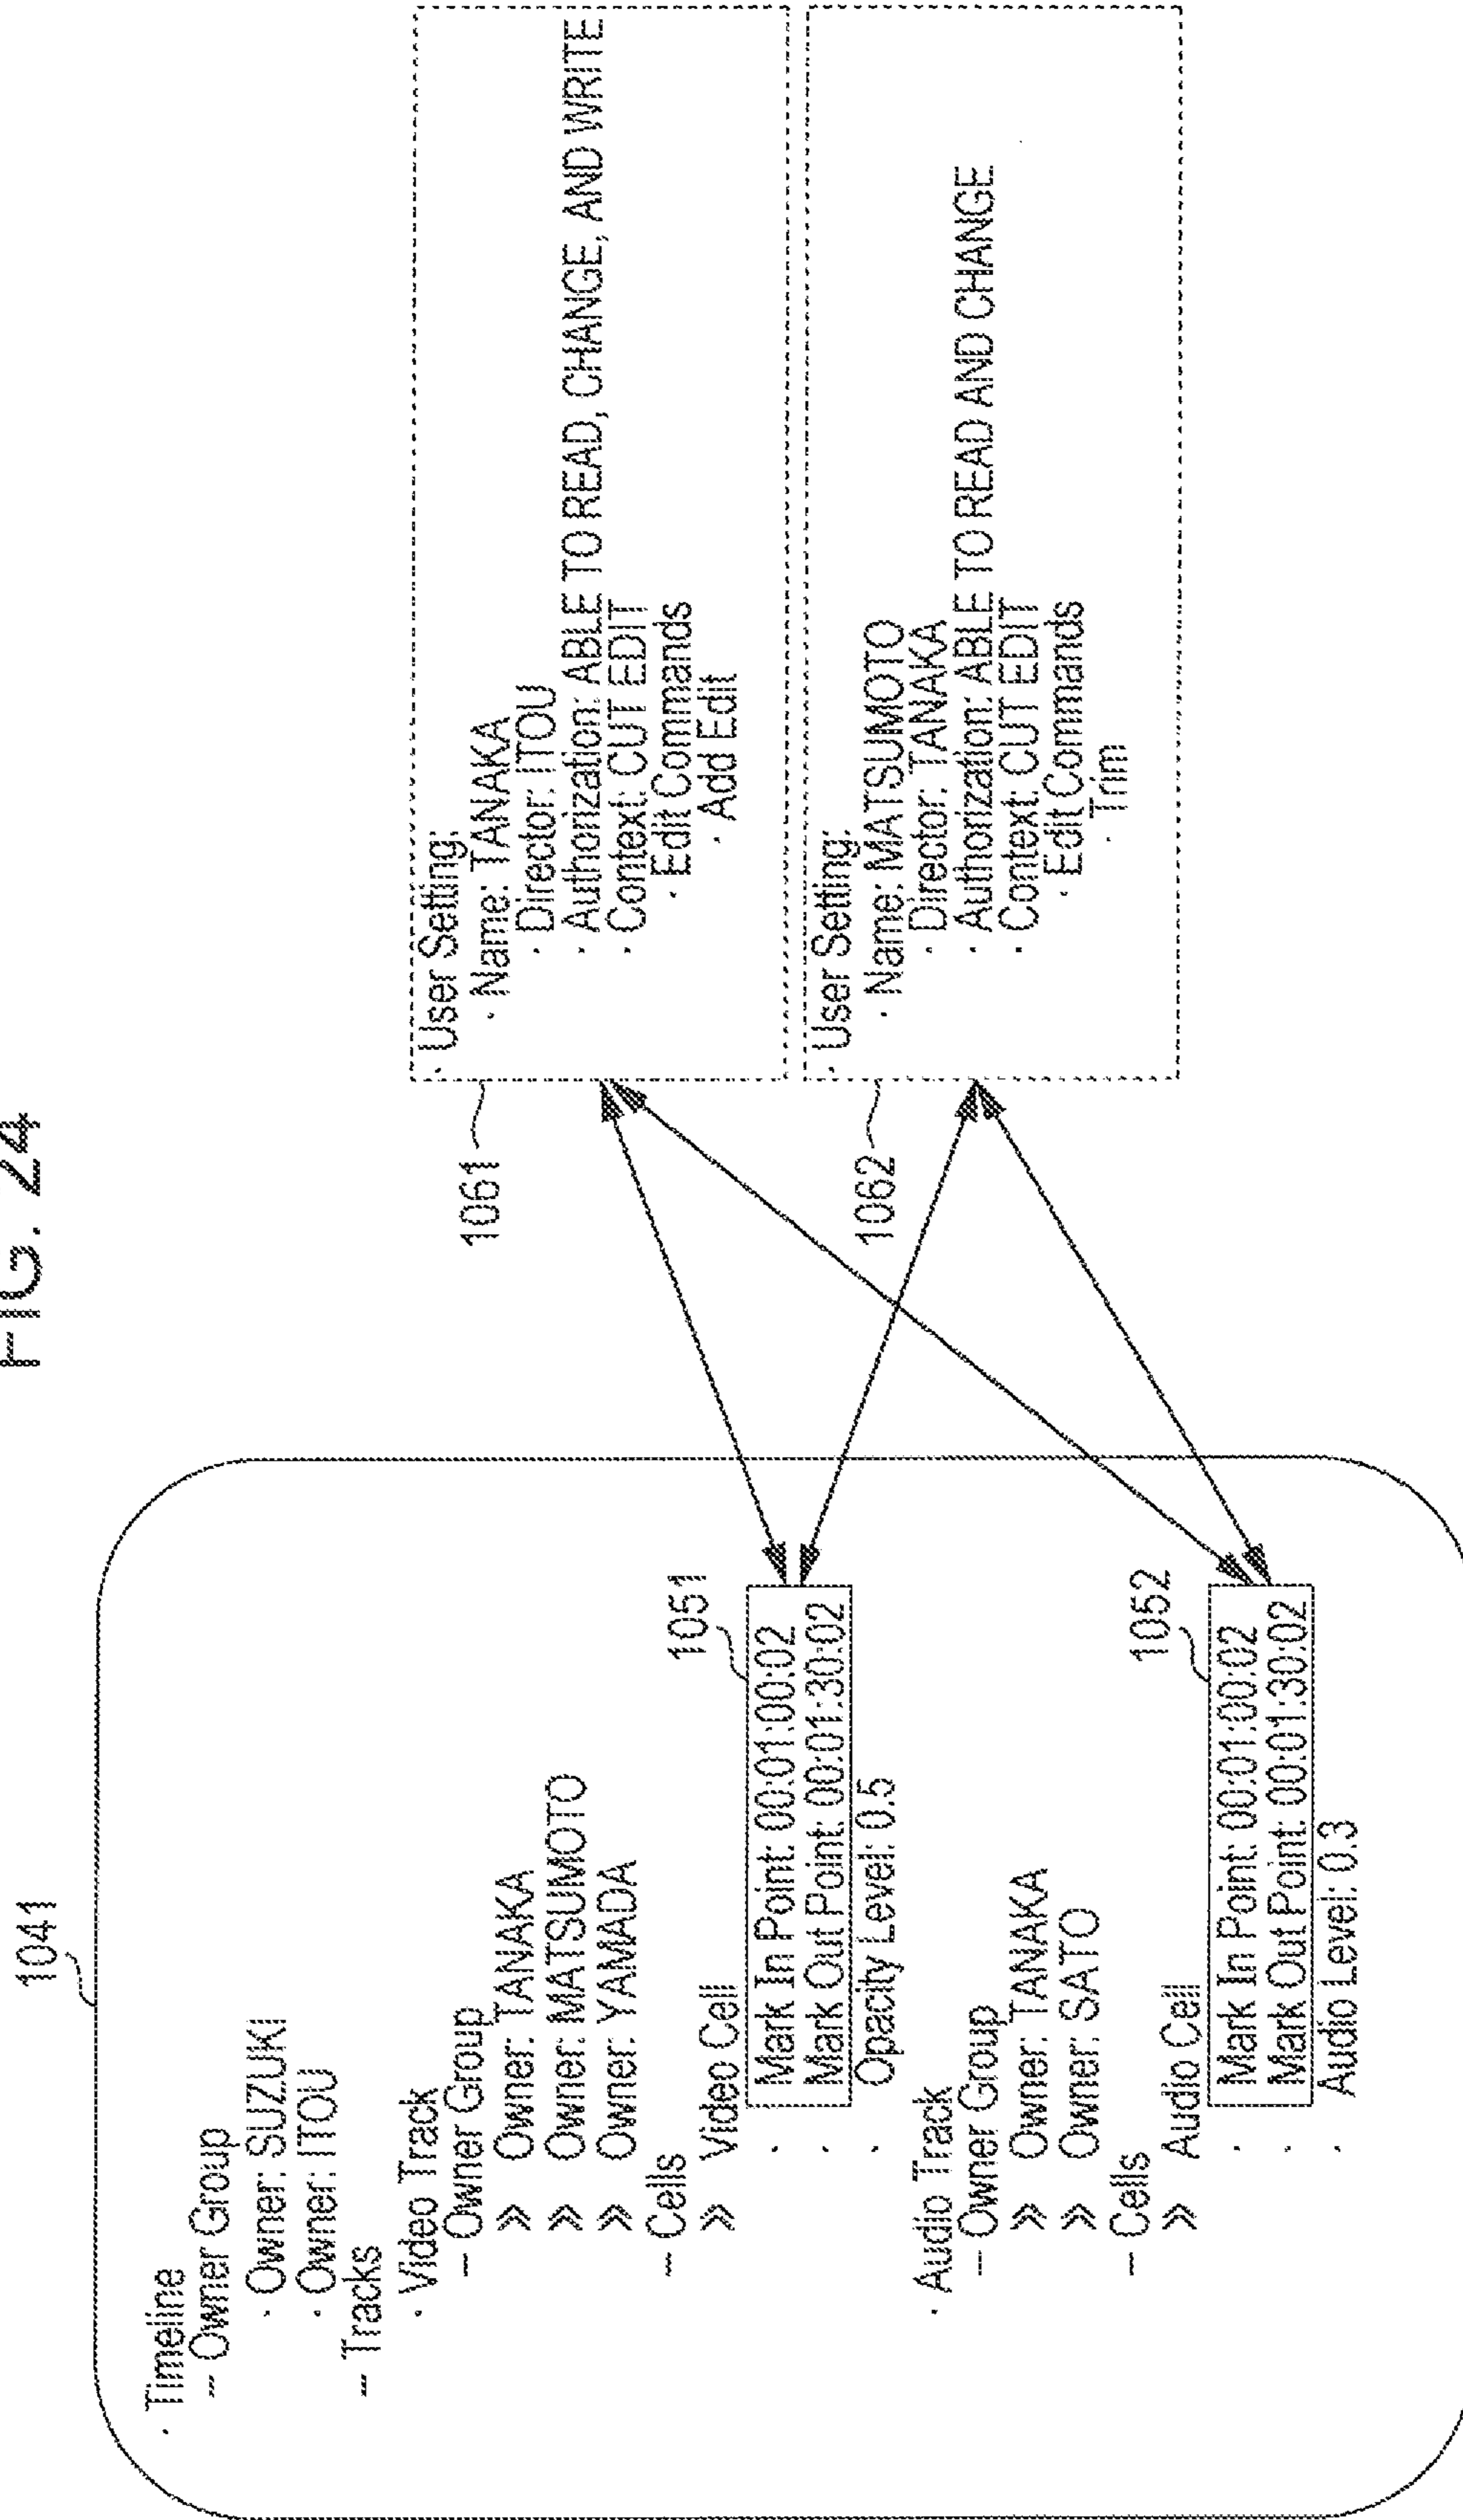 FIG. 24
1041
· Timeline
– Owner Group
· Owner: SUZUKI
· Owner: ITOU
– Tracks
· Video Track
– Owner Group
» Owner: TANAKA
» Owner: MATSUMOTO
» Owner: YAMADA
– Cells
» Video Cell
1051
· Mark In Point: 00:01:00:02
· Mark Out Point: 00:01:30:02
· Opacity Level: 0.5
· Audio Track
– Owner Group
» Owner: TANAKA
» Owner: SATO
– Cells
» Audio Cell
1052
· Mark In Point: 00:01:00:02
· Mark Out Point: 00:01:30:02
· Audio Level: 0.3
1061
· User Setting:
· Name: TANAKA
· Director: ITOU
· Authorization: ABLE TO READ, CHANGE, AND WRITE
· Context: CUT EDIT
· Edit Commands
· Add Edit
1062
· User Setting:
· Name: MATSUMOTO
· Director: TANAKA
· Authorization: ABLE TO READ AND CHANGE
· Context: CUT EDIT
· Edit Commands
· Trim